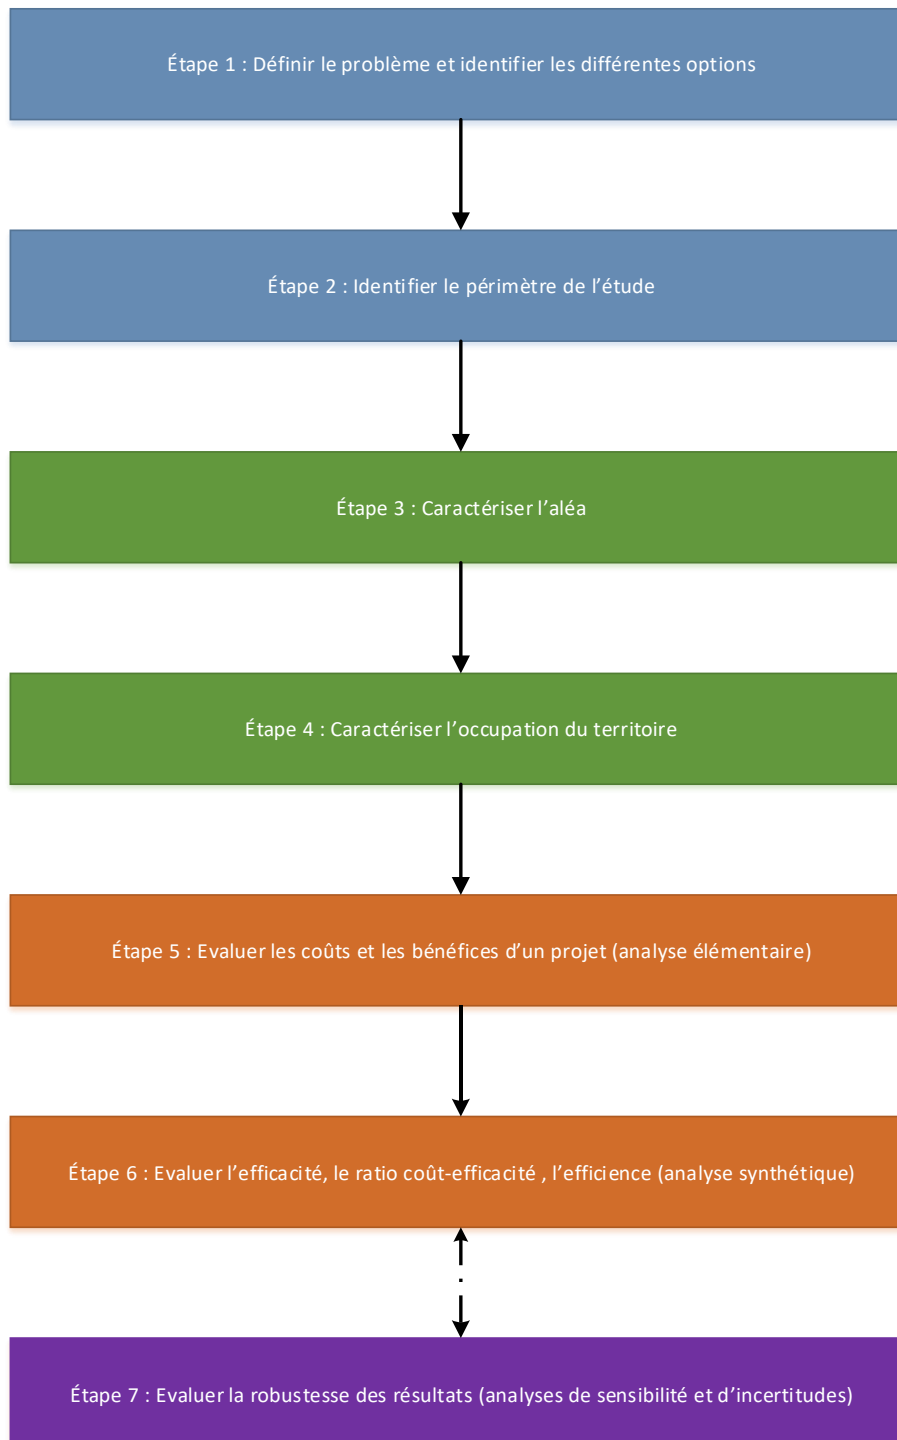 Étape 1 : Définir le problème et identifier les différentes options
Étape 2 : Identifier le périmètre de l’étude
Étape 3 : Caractériser l’aléa
Étape 4 : Caractériser l’occupation du territoire
Étape 5 : Evaluer les coûts et les bénéfices d’un projet (analyse élémentaire)
Étape 6 : Evaluer l’efficacité, le ratio coût-efficacité , l’efficience (analyse synthétique)
Étape 7 : Evaluer la robustesse des résultats (analyses de sensibilité et d’incertitudes)